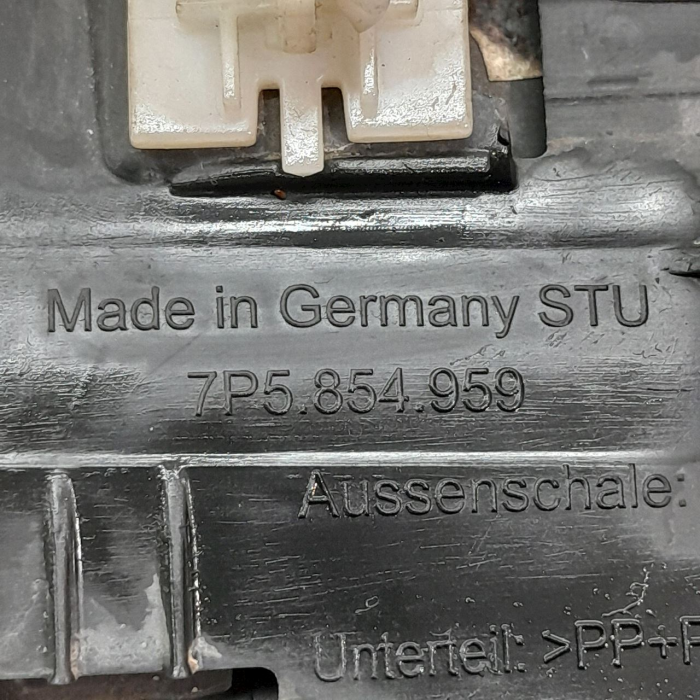 Made in Germany STU
7P5.854.959
Aussenschale:
Unterteil: >PP+